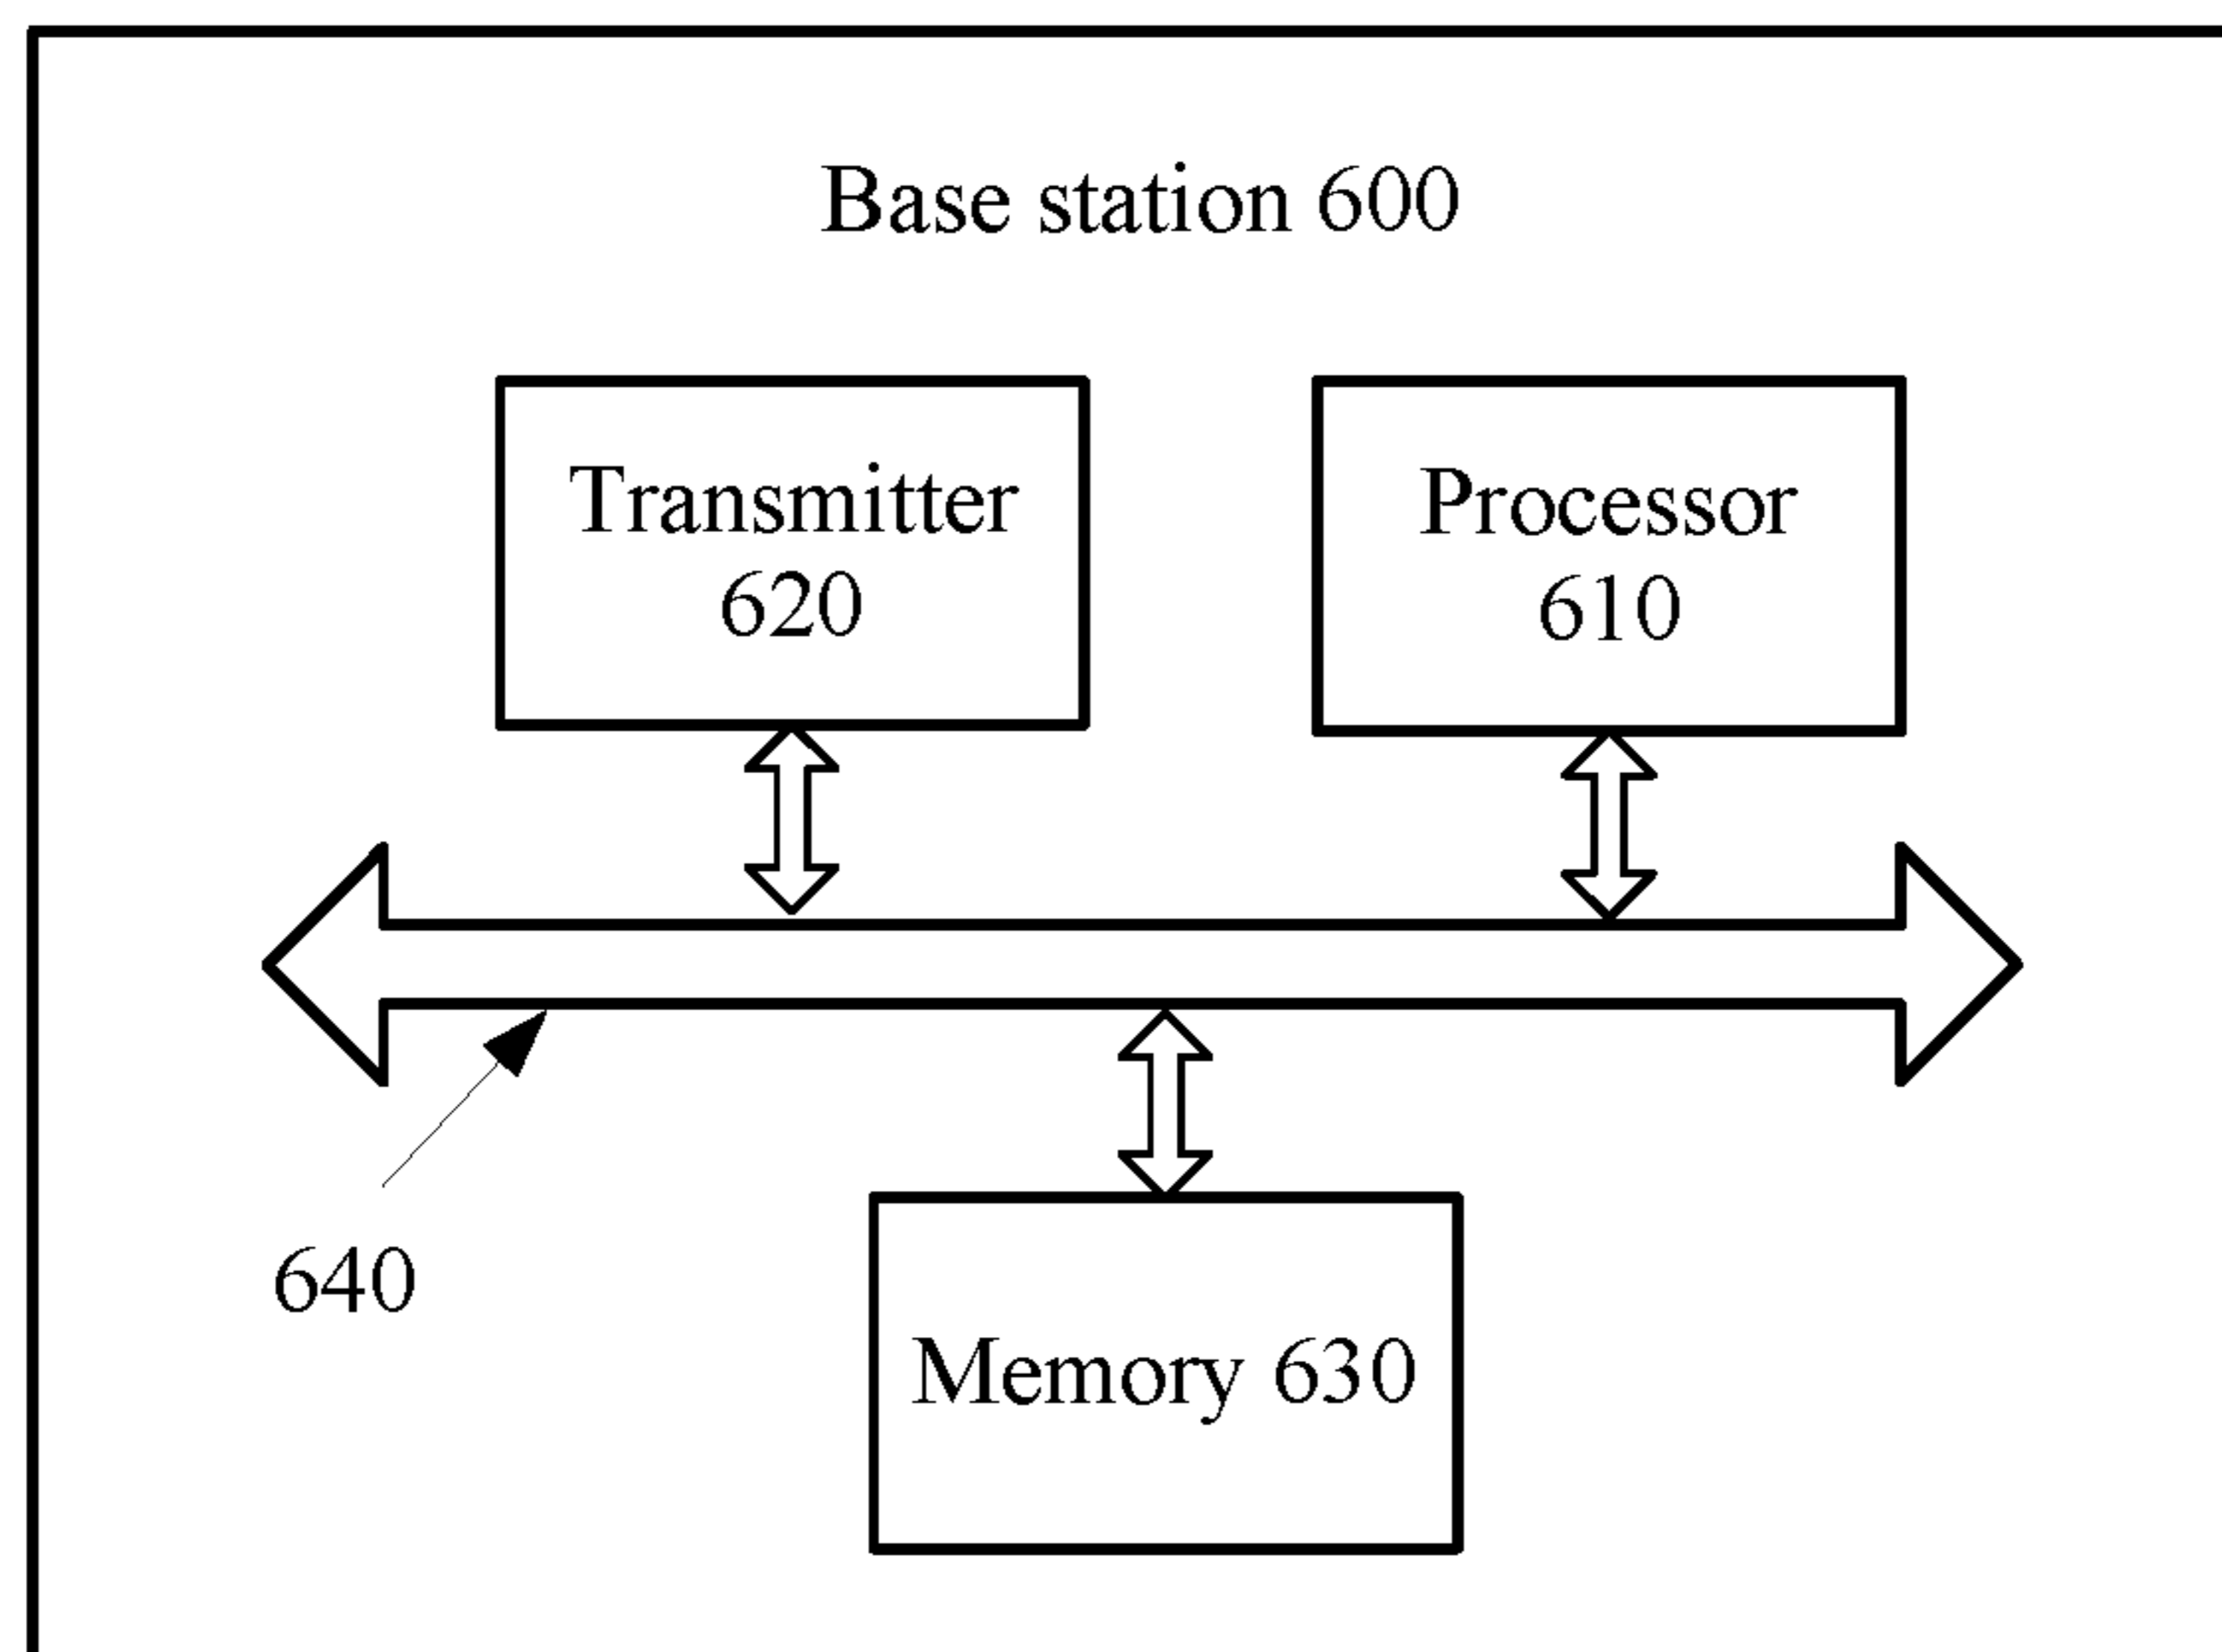 Base station 600
Transmitter
620
Processor
610
640
Memory 630